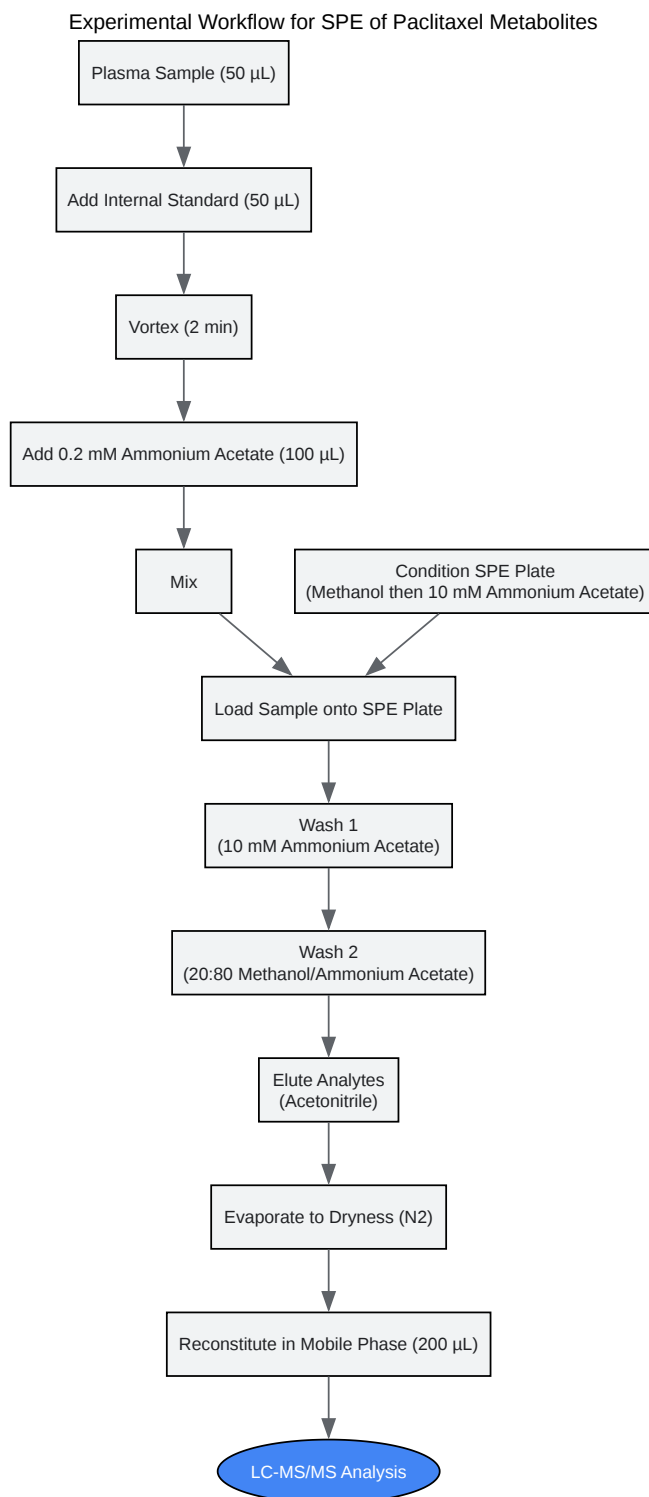 Experimental Workflow for SPE of Paclitaxel Metabolites
Plasma Sample (50 µL)
Add Internal Standard (50 µL)
Vortex (2 min)
Add 0.2 mM Ammonium Acetate (100 µL)
Mix
Condition SPE Plate
(Methanol then 10 mM Ammonium Acetate)
Load Sample onto SPE Plate
Wash 1
(10 mM Ammonium Acetate)
Wash 2
(20:80 Methanol/Ammonium Acetate)
Elute Analytes
(Acetonitrile)
Evaporate to Dryness (N2)
Reconstitute in Mobile Phase (200 µL)
LC-MS/MS Analysis